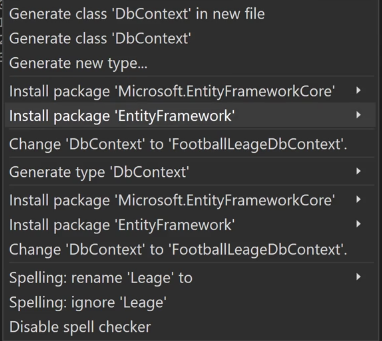 Generate class 'DbContext' in new file
Generate class 'DbContext'
Generate new type...
Install package 'Microsoft.EntityFrameworkCore'
Install package 'EntityFramework'
Change 'DbContext' to 'FootballLeageDbContext'.
Generate type 'DbContext'
Install package 'Microsoft.EntityFrameworkCore'
Install package 'EntityFramework'
Change 'DbContext' to 'FootballLeageDbContext'.
Spelling: rename 'Leage' to
Spelling: ignore 'Leage'
Disable spell checker